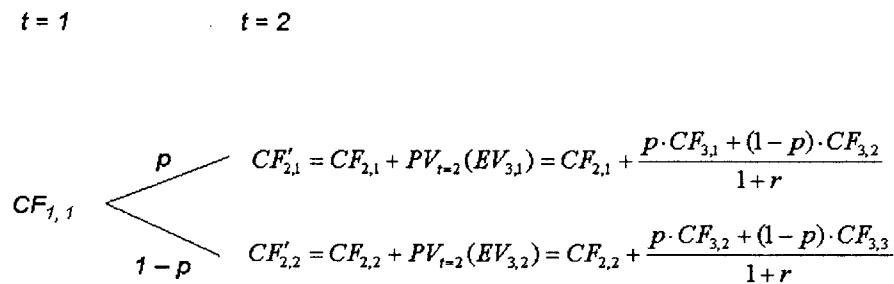 t = 1 t = 2
p CF'_{2,1} = CF_{2,1} + PV_{t=2}(EV_{3,1}) = CF_{2,1} + \frac{p·CF_{3,1} + (1-p)·CF_{3,2}}{1+r}
CF_{1,1}
1 – p CF'_{2,2} = CF_{2,2} + PV_{t=2}(EV_{3,2}) = CF_{2,2} + \frac{p·CF_{3,2} + (1-p)·CF_{3,3}}{1+r}